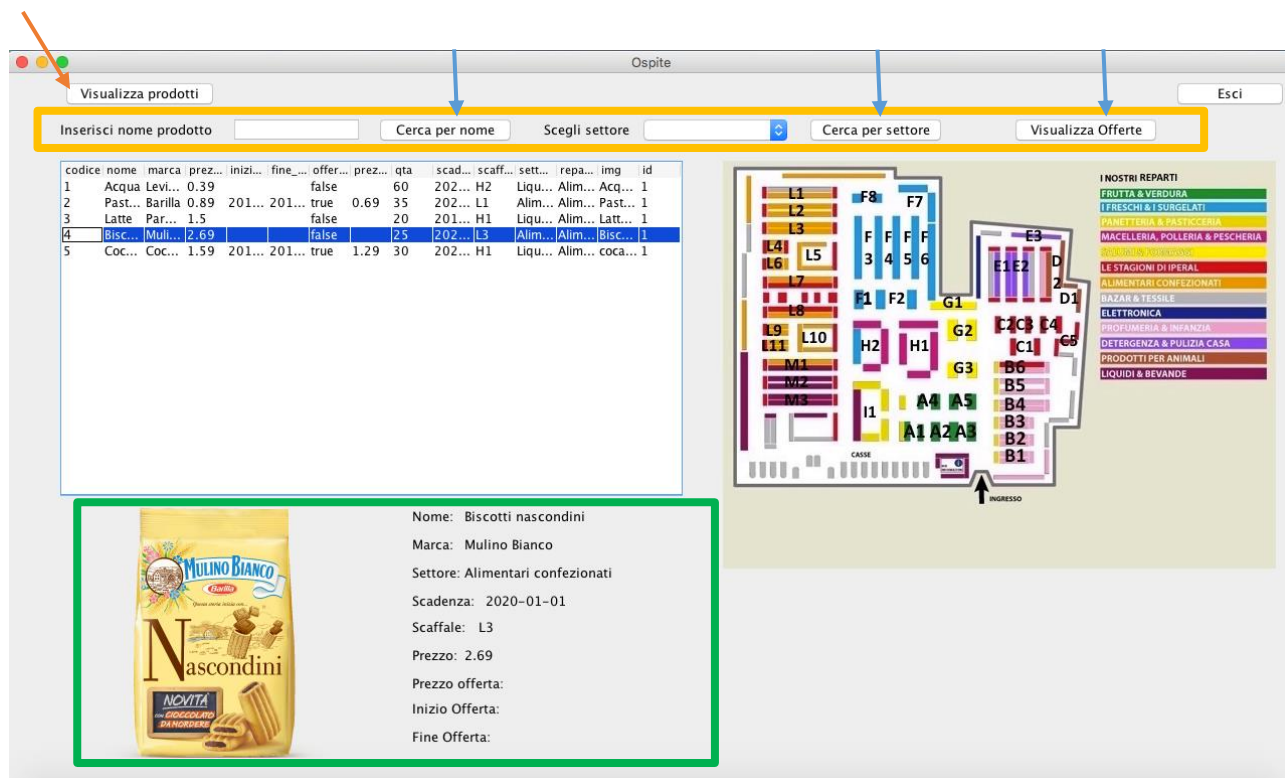 Ospite
Visualizza prodotti
Esci
Inserisci nome prodotto
Cerca per nome
Scegli settore
Cerca per settore
Visualizza Offerte
codice nome marca prez... inizi... fine_... offer... prez... qta scad... scaff... sett... repa... img id
1 Acqua Levi... 0.39 false 60 202... H2 Liqu... Alim... Acq... 1
2 Past... Barilla 0.89 201... 201... true 0.69 35 202... L1 Alim... Alim... Past... 1
3 Latte Par... 1.5 false 20 201... H1 Liqu... Alim... Latt... 1
4 Bisc... Muli... 2.69 false 25 202... L3 Alim... Alim... Bisc... 1
5 Coc... Coc... 1.59 201... 201... true 1.29 30 202... H1 Liqu... Alim... coca... 1
L1 F8 F7
L2
L3
L4 L5 F3 F4 F5 F6 E3
L6 E1 E2 D2
L7 F1 F2 G1 D1
L8
L9 L10 H2 H1 G2 C2 C3 C4
L11 C1 C5
M1 G3 B6
M2 B5
M3 I1 A4 A5 B4
A1 A2 A3 B3
B2
B1
CASSE
INGRESSO
I NOSTRI REPARTI
FRUTTA & VERDURA
I FRESCHI & I SURGELATI
PANETTERIA & PASTICCERIA
MACELLERIA, POLLERIA & PESCHERIA
SALUMI & FORMAGGI
LE STAGIONI DI IPERAL
ALIMENTARI CONFEZIONATI
BAZAR & TESSILE
ELETTRONICA
PROFUMERIA & INFANZIA
DETERGENZA & PULIZIA CASA
PRODOTTI PER ANIMALI
LIQUIDI & BEVANDE
MULINO BIANCO
Barilla
Nascondini
NOVITÀ
CON CIOCCOLATO
DA MORDERE
Nome: Biscotti nascondini
Marca: Mulino Bianco
Settore: Alimentari confezionati
Scadenza: 2020-01-01
Scaffale: L3
Prezzo: 2.69
Prezzo offerta:
Inizio Offerta:
Fine Offerta: